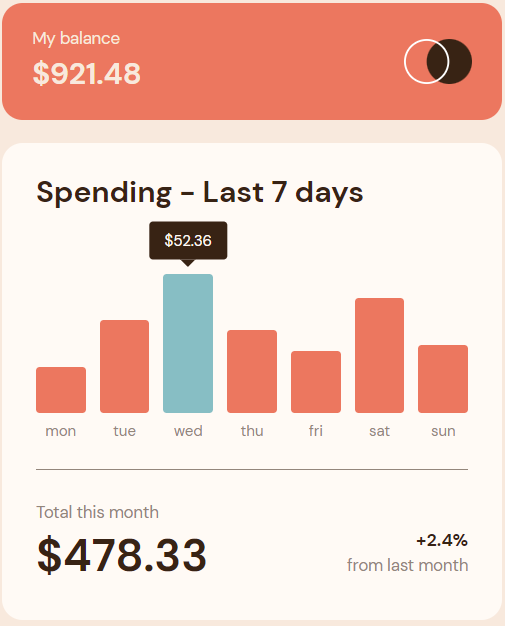 My balance
$921.48
Spending - Last 7 days
$52.36
mon tue wed thu fri sat sun
Total this month
$478.33
+2.4%
from last month